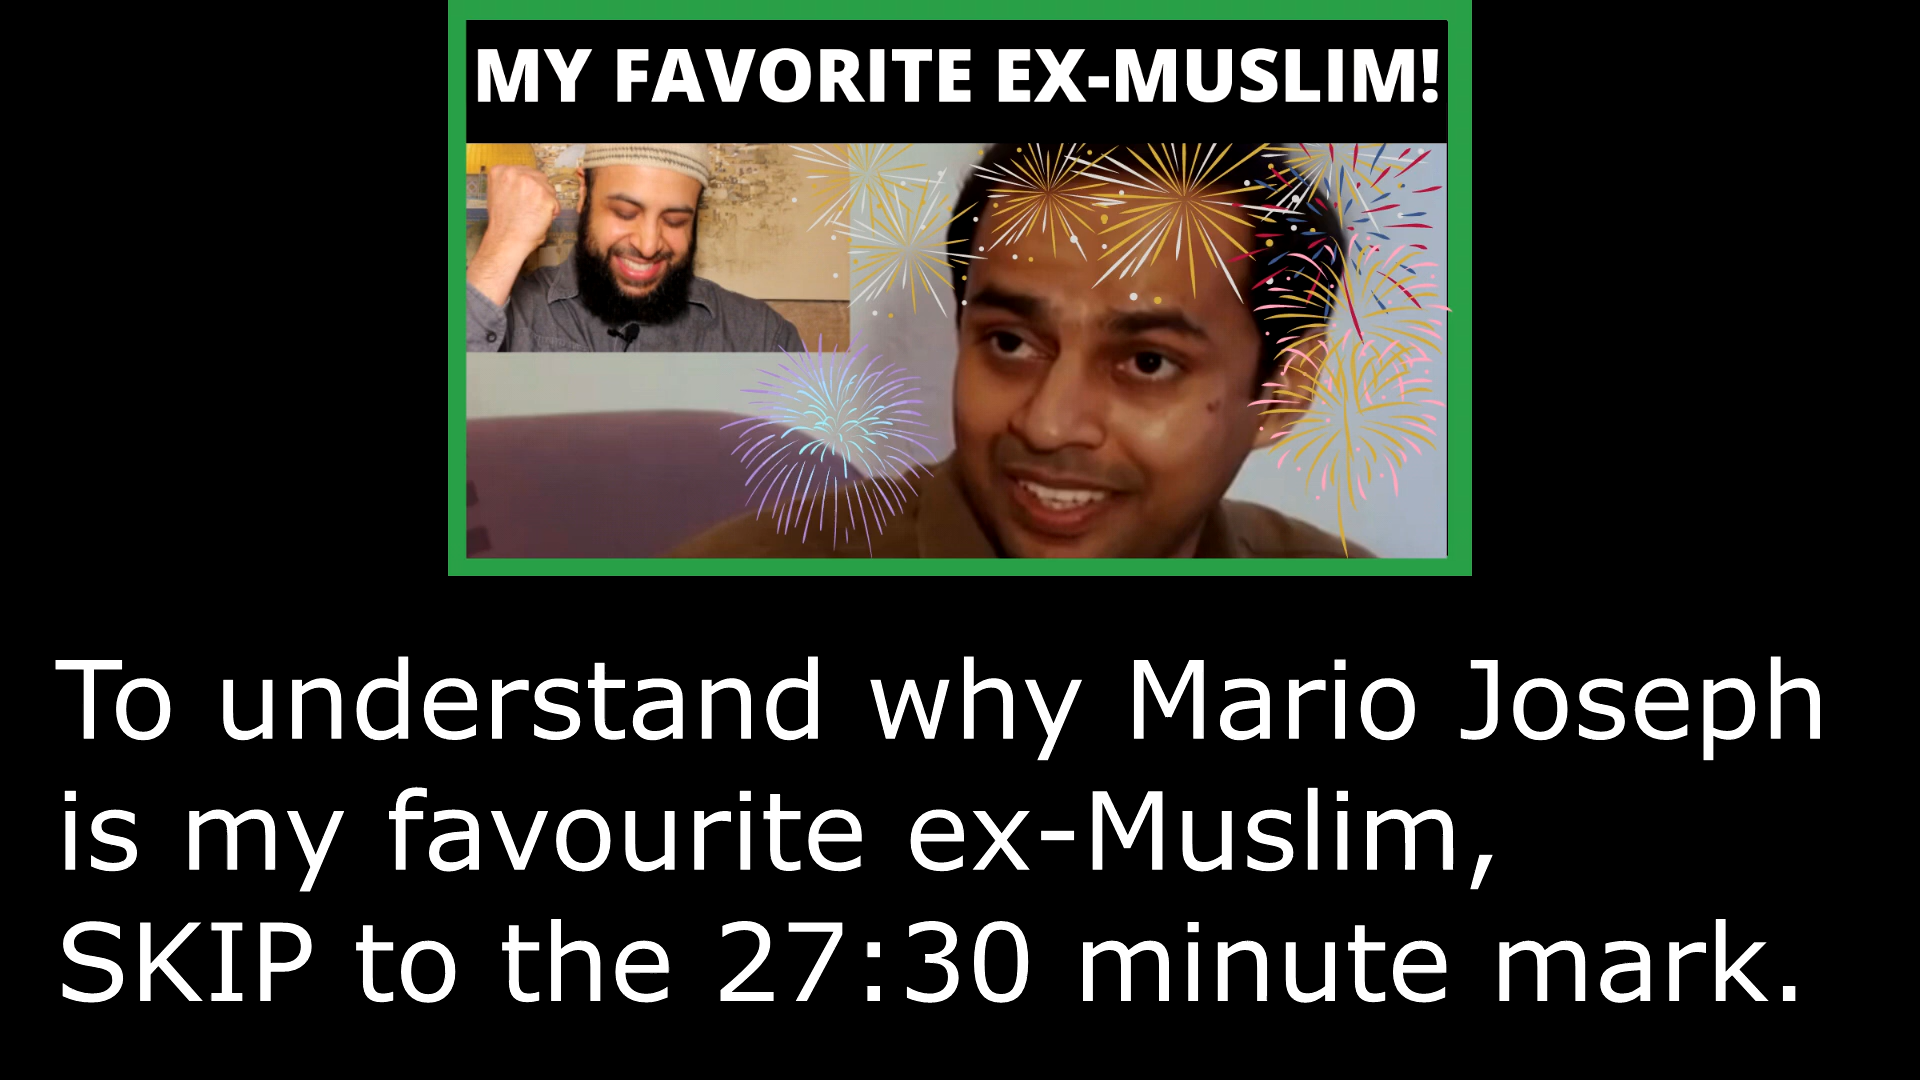 MY FAVORITE EX-MUSLIM!
To understand why Mario Joseph
is my favourite ex-Muslim,
SKIP to the 27:30 minute mark.